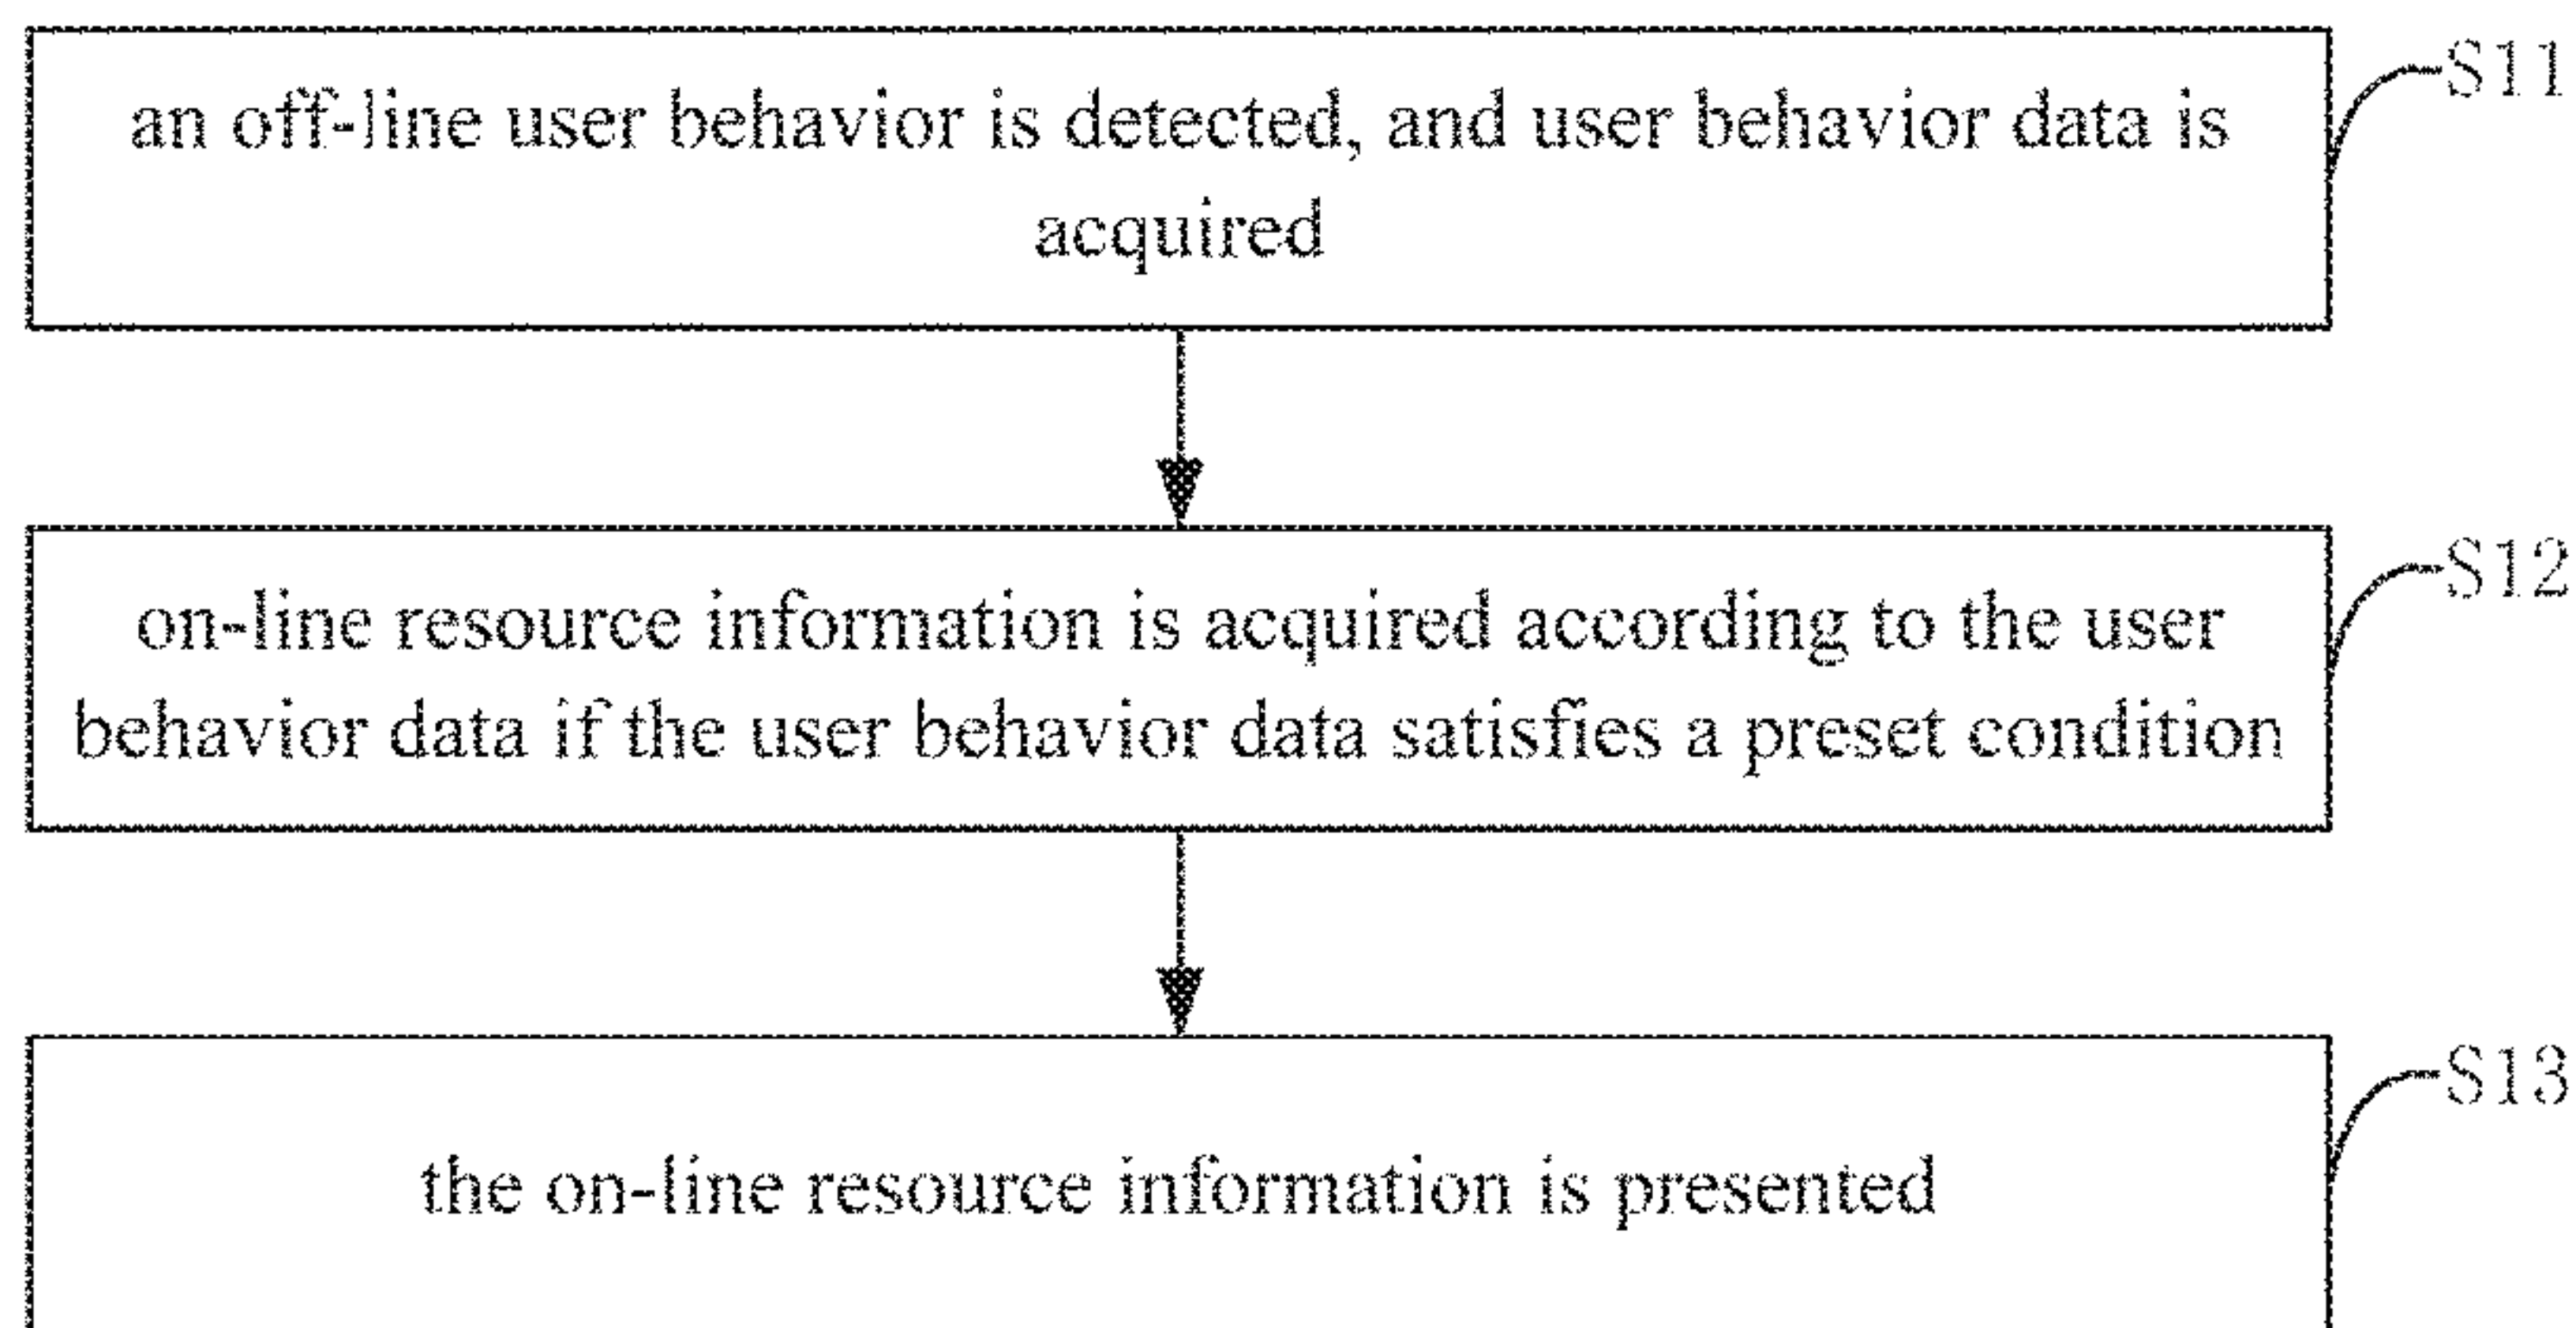 an off-line user behavior is detected, and user behavior data is
acquired
S11
on-line resource information is acquired according to the user
behavior data if the user behavior data satisfies a preset condition
S12
the on-line resource information is presented
S13